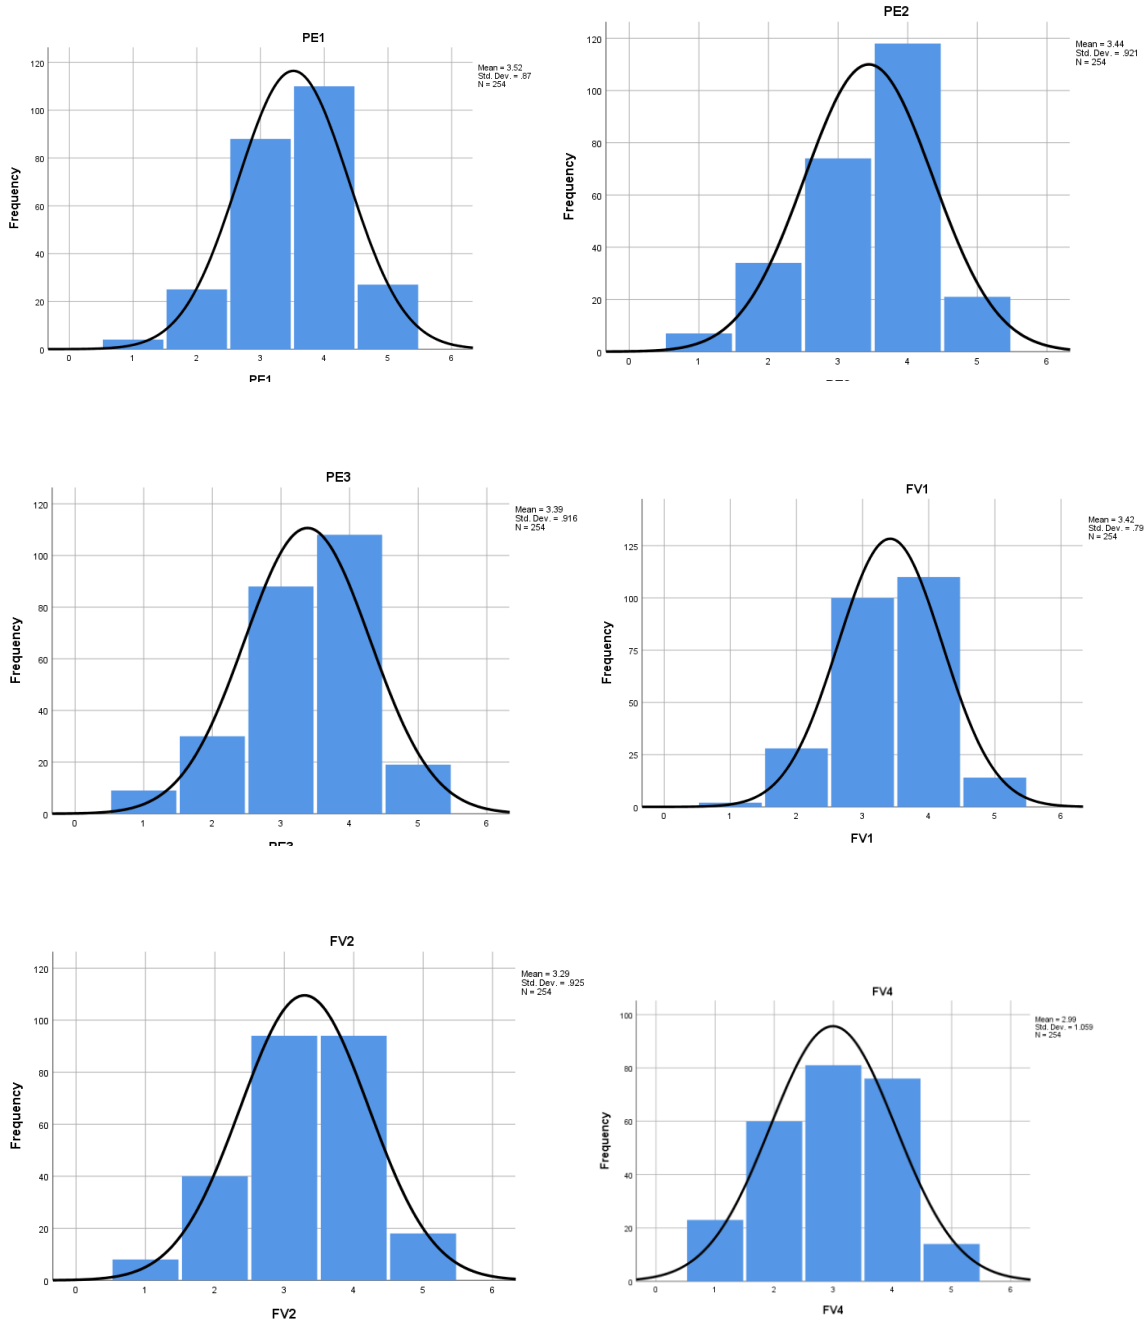 PE1
Mean = 3.52
Std. Dev. = .87
N = 254
120
100
80
60
40
20
0
Frequency
0 1 2 3 4 5 6
PE1
PE2
Mean = 3.44
Std. Dev. = .921
N = 254
120
100
80
60
40
20
0
Frequency
0 1 2 3 4 5 6
PE3
Mean = 3.39
Std. Dev. = .916
N = 254
120
100
80
60
40
20
0
Frequency
0 1 2 3 4 5 6
PE3
FV1
Mean = 3.42
Std. Dev. = .79
N = 254
125
100
75
50
25
0
Frequency
0 1 2 3 4 5 6
FV1
FV2
Mean = 3.29
Std. Dev. = .925
N = 254
120
100
80
60
40
20
0
Frequency
0 1 2 3 4 5 6
FV2
FV4
Mean = 2.99
Std. Dev. = 1.059
N = 254
100
80
60
40
20
0
Frequency
0 1 2 3 4 5 6
FV4